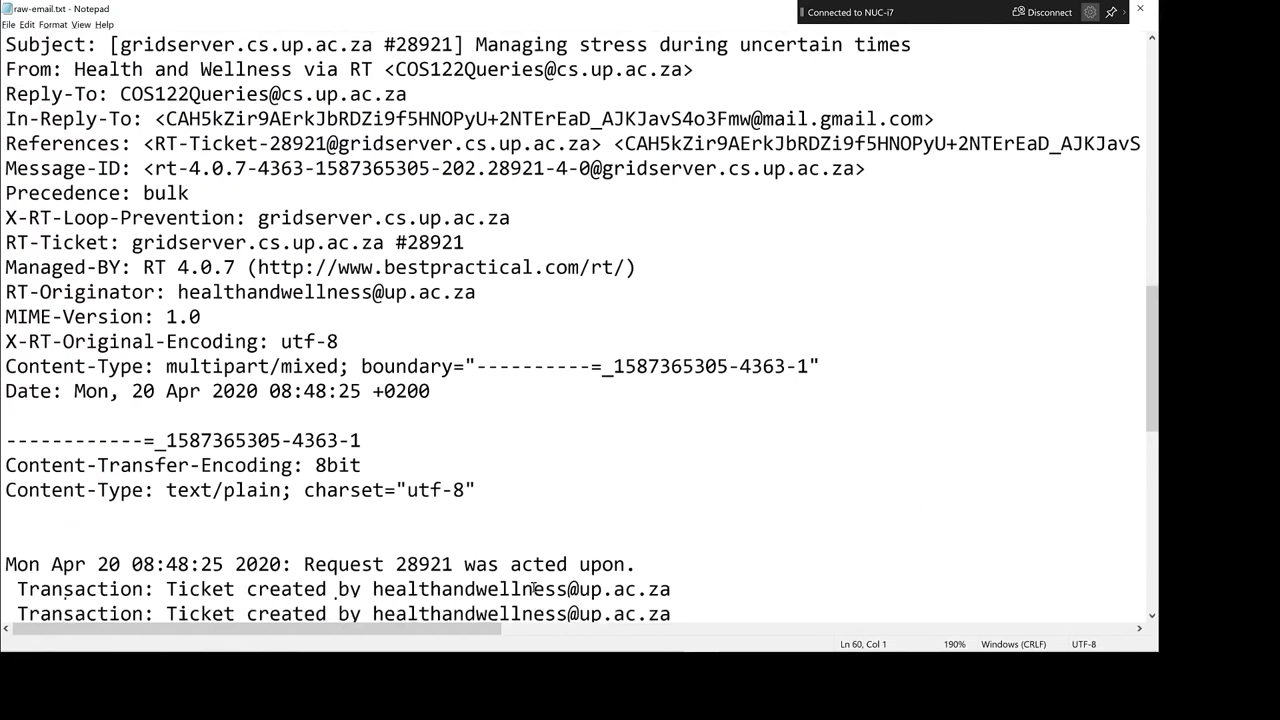 raw-email.txt - Notepad
Connected to NUC-i7
Disconnect
File Edit Format View Help
Subject: [gridserver.cs.up.ac.za #28921] Managing stress during uncertain times
From: Health and Wellness via RT <COS122Queries@cs.up.ac.za>
Reply-To: COS122Queries@cs.up.ac.za
In-Reply-To: <CAH5kZir9AErkJbRDZi9f5HNOPyU+2NTErEaD_AJKJavS4o3Fmw@mail.gmail.com>
References: <RT-Ticket-28921@gridserver.cs.up.ac.za> <CAH5kZir9AErkJbRDZi9f5HNOPyU+2NTErEaD_AJKJavS
Message-ID: <rt-4.0.7-4363-1587365305-202.28921-4-0@gridserver.cs.up.ac.za>
Precedence: bulk
X-RT-Loop-Prevention: gridserver.cs.up.ac.za
RT-Ticket: gridserver.cs.up.ac.za #28921
Managed-BY: RT 4.0.7 (http://www.bestpractical.com/rt/)
RT-Originator: healthandwellness@up.ac.za
MIME-Version: 1.0
X-RT-Original-Encoding: utf-8
Content-Type: multipart/mixed; boundary="----------=_1587365305-4363-1"
Date: Mon, 20 Apr 2020 08:48:25 +0200
------------=_1587365305-4363-1
Content-Transfer-Encoding: 8bit
Content-Type: text/plain; charset="utf-8"
Mon Apr 20 08:48:25 2020: Request 28921 was acted upon.
Transaction: Ticket created by healthandwellness@up.ac.za
Transaction: Ticket created by healthandwellness@up.ac.za
Ln 60, Col 1
190%
Windows (CRLF)
UTF-8